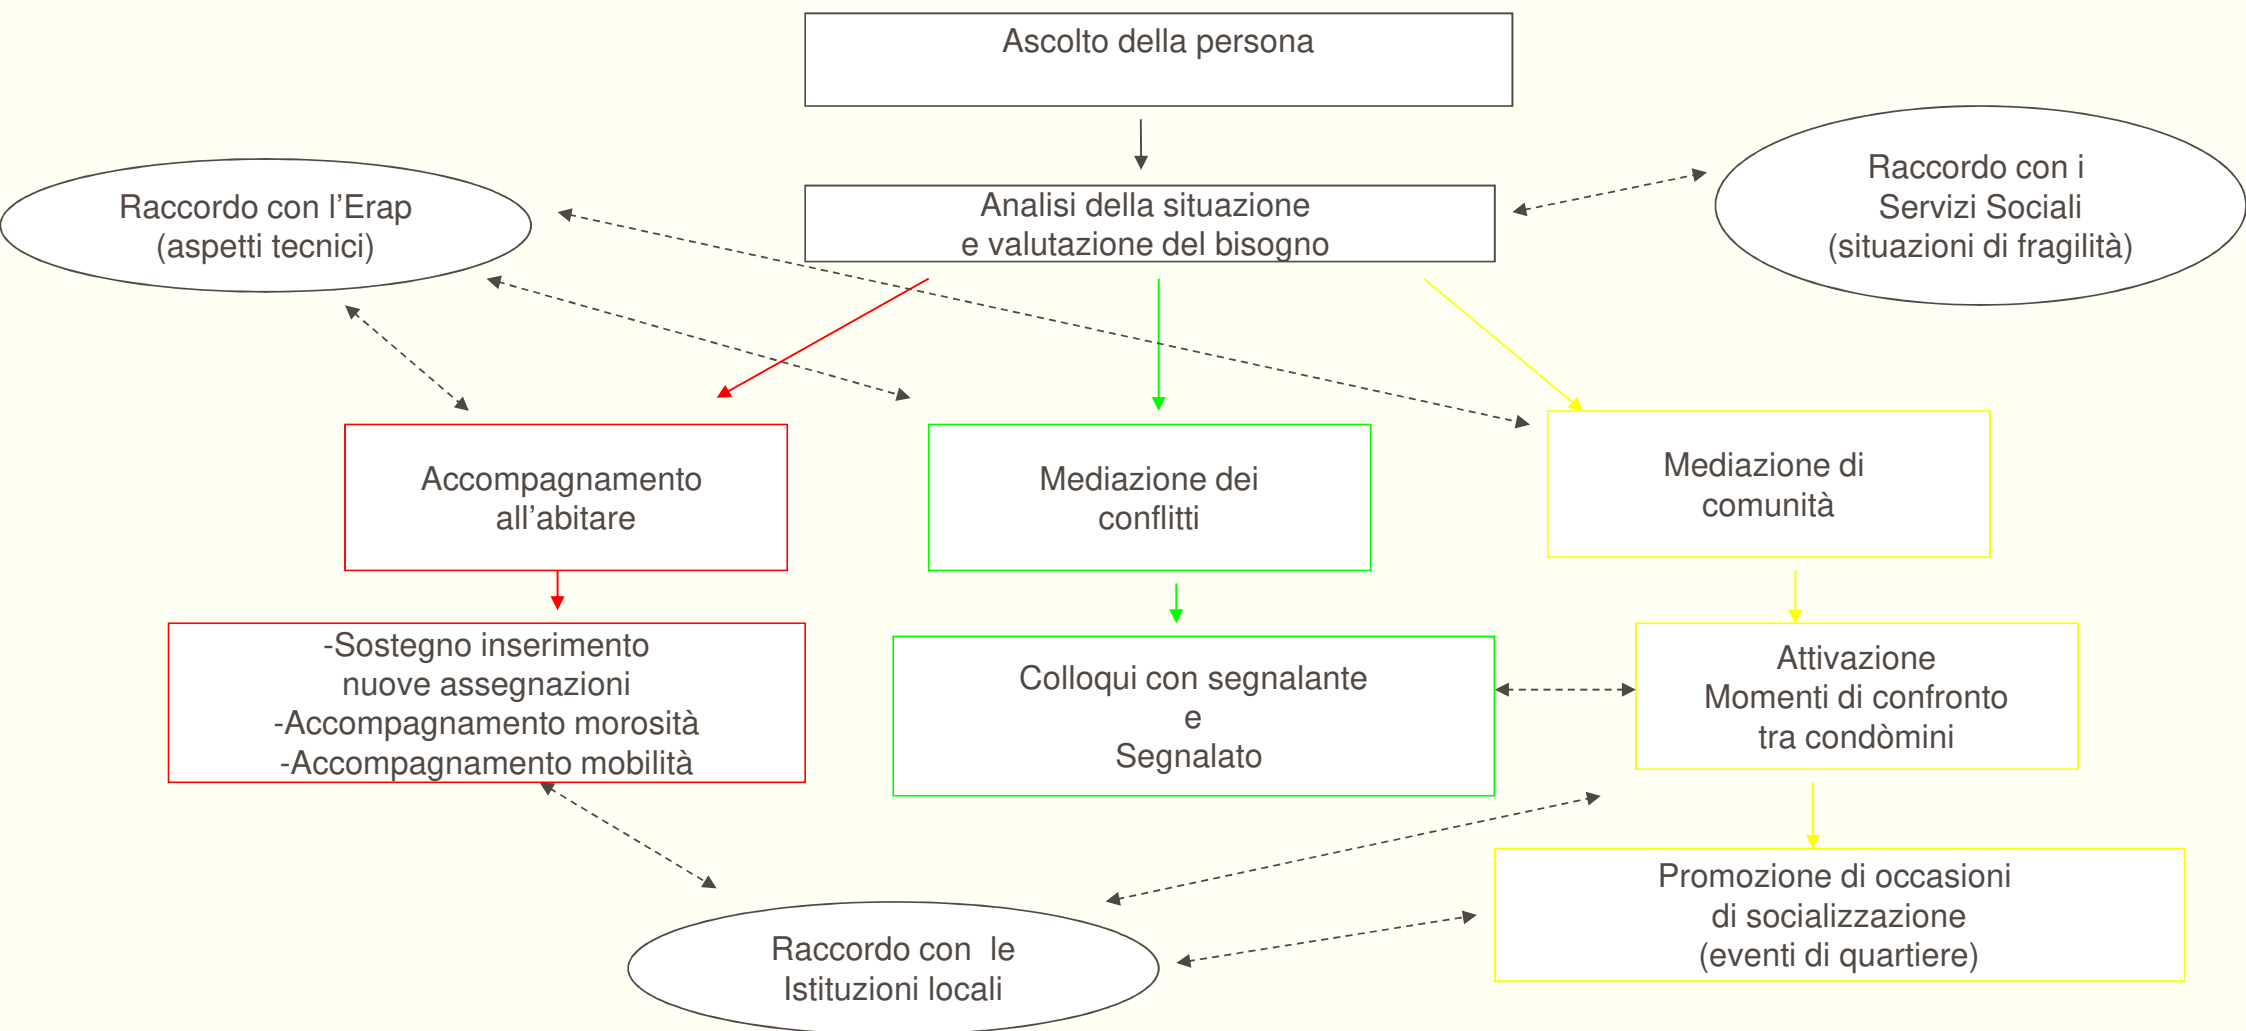 Ascolto della persona
Raccordo con l’Erap
(aspetti tecnici)
Analisi della situazione
e valutazione del bisogno
Raccordo con i
Servizi Sociali
(situazioni di fragilità)
Accompagnamento
all’abitare
Mediazione dei
conflitti
Mediazione di
comunità
-Sostegno inserimento
nuove assegnazioni
-Accompagnamento morosità
-Accompagnamento mobilità
Colloqui con segnalante
e
Segnalato
Attivazione
Momenti di confronto
tra condòmini
Raccordo con  le
Istituzioni locali
Promozione di occasioni
di socializzazione
(eventi di quartiere)